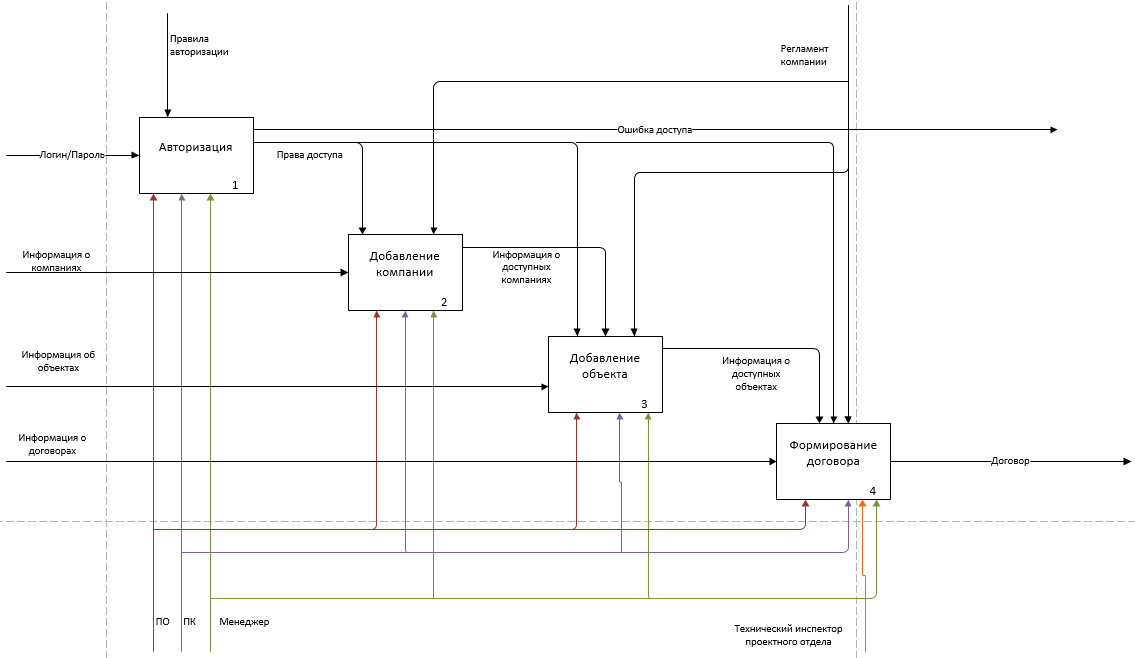 Правила
авторизации
Регламент
компании
Ошибка доступа
Авторизация
1
Логин/Пароль
Права доступа
Информация о
компаниях
Добавление
компании
2
Информация о
доступных
компаниях
Информация об
объектах
Добавление
объекта
3
Информация о
доступных
объектах
Информация о
договорах
Формирование
договора
4
Договор
ПО
ПК
Менеджер
Технический инспектор
проектного отдела